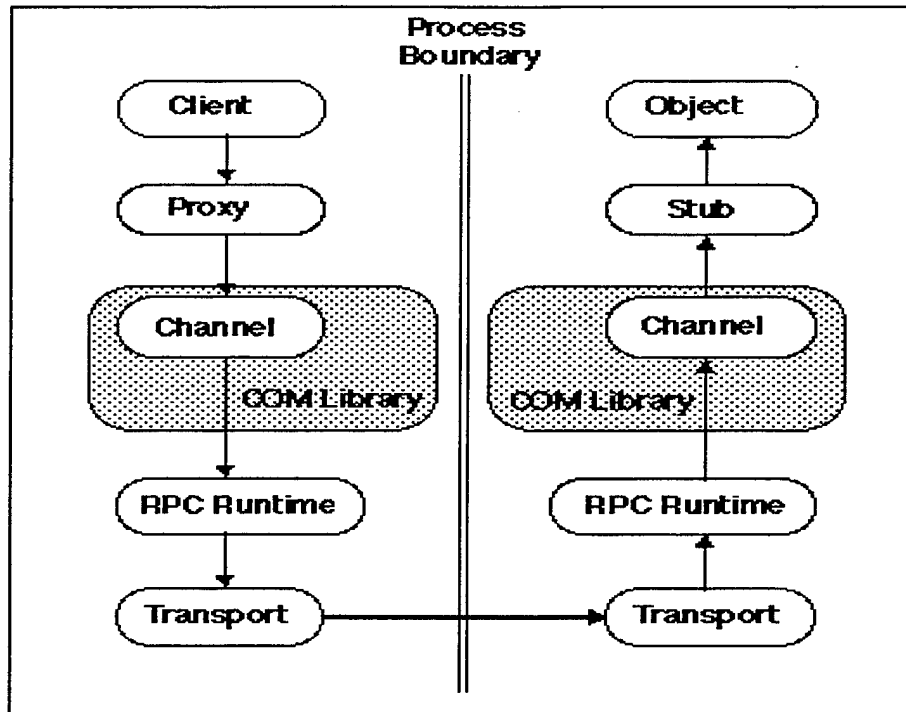 Process
Boundary
Client
Proxy
Channel
COM Library
RPC Runtime
Transport
Object
Stub
Channel
COM Library
RPC Runtime
Transport